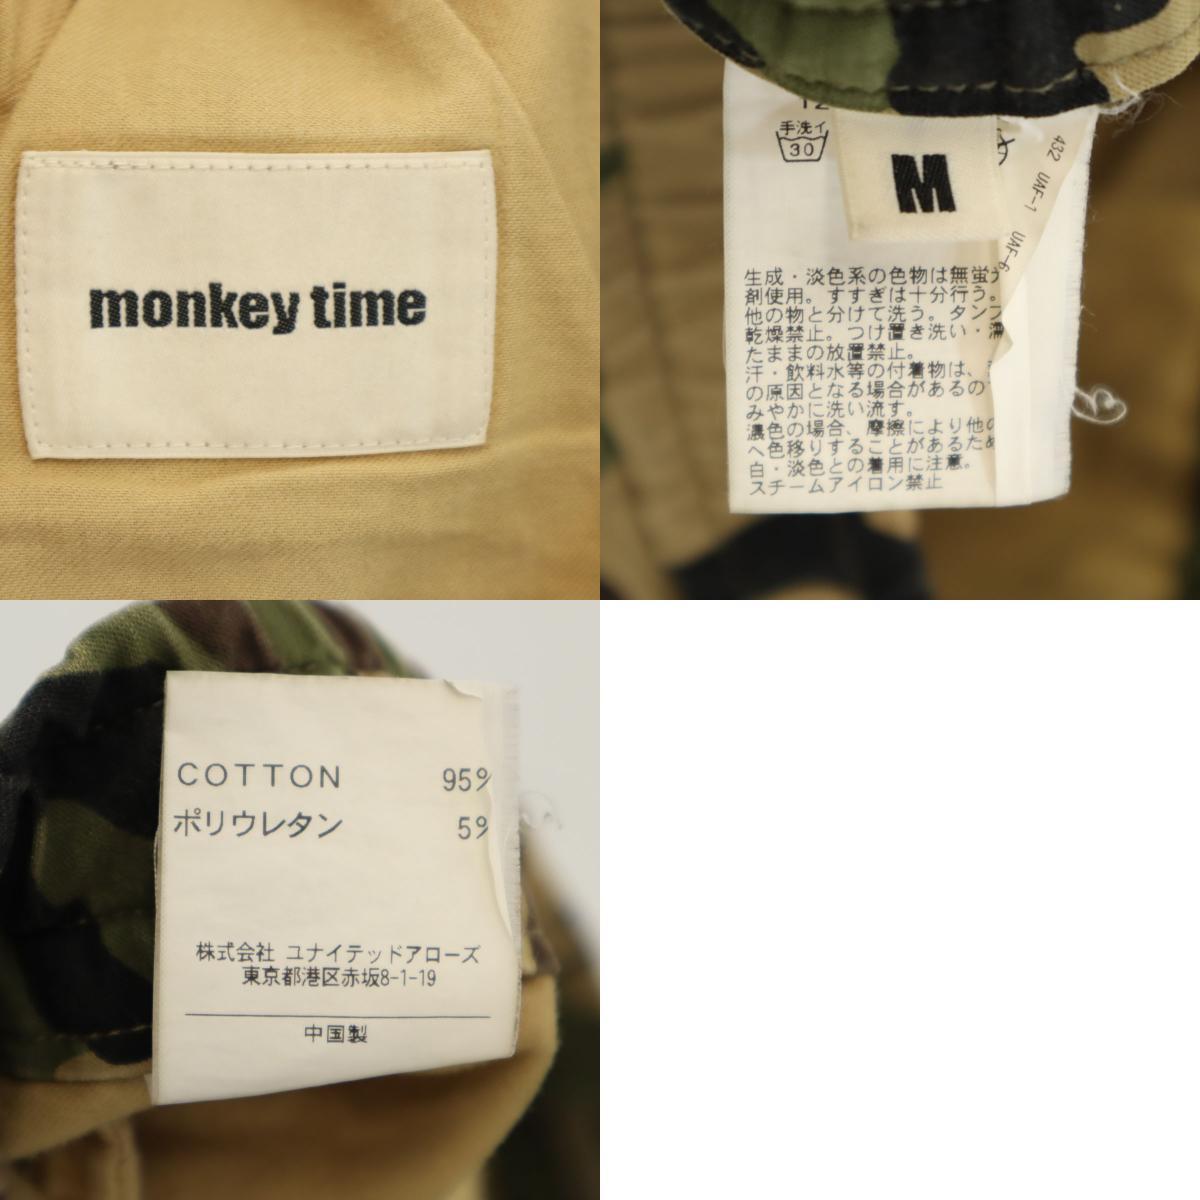 monkey time
手洗イ
30
M
432 UAF-1 UAF-6
生成・淡色系の色物は無蛍
剤使用。すすぎは十分行う。
他の物と分けて洗う。タンブ
乾燥禁止。つけ置き洗い・濡
たままの放置禁止。
汗・飲料水等の付着物は、
の原因となる場合があるので
みやかに洗い流す。
濃色の場合、摩擦により他の
へ色移りすることがあるため
白・淡色との着用に注意。
スチームアイロン禁止
COTTON 95%
ポリウレタン 5%
株式会社 ユナイテッドアローズ
東京都港区赤坂8-1-19
中国製